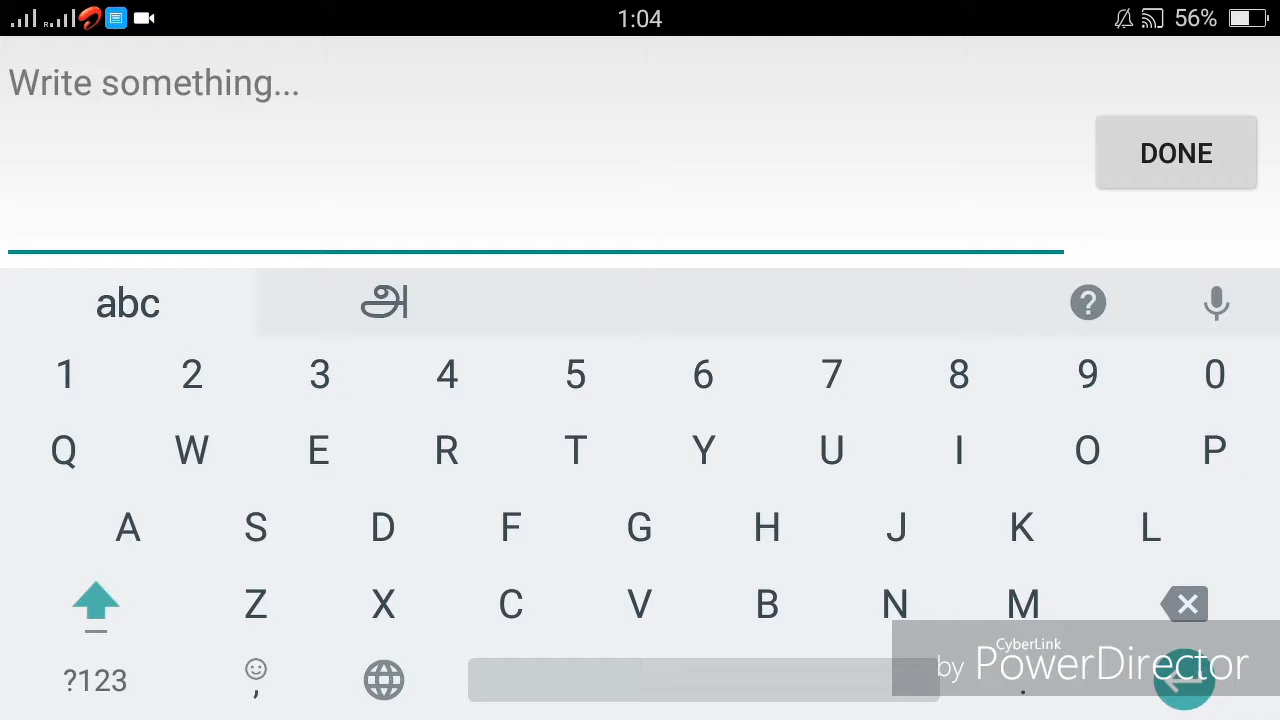 R
1:04
56%
Write something...
DONE
abc
அ
?
1 2 3 4 5 6 7 8 9 0
Q W E R T Y U I O P
A S D F G H J K L
Z X C V B N M
?123 , .
CyberLink
by PowerDirector